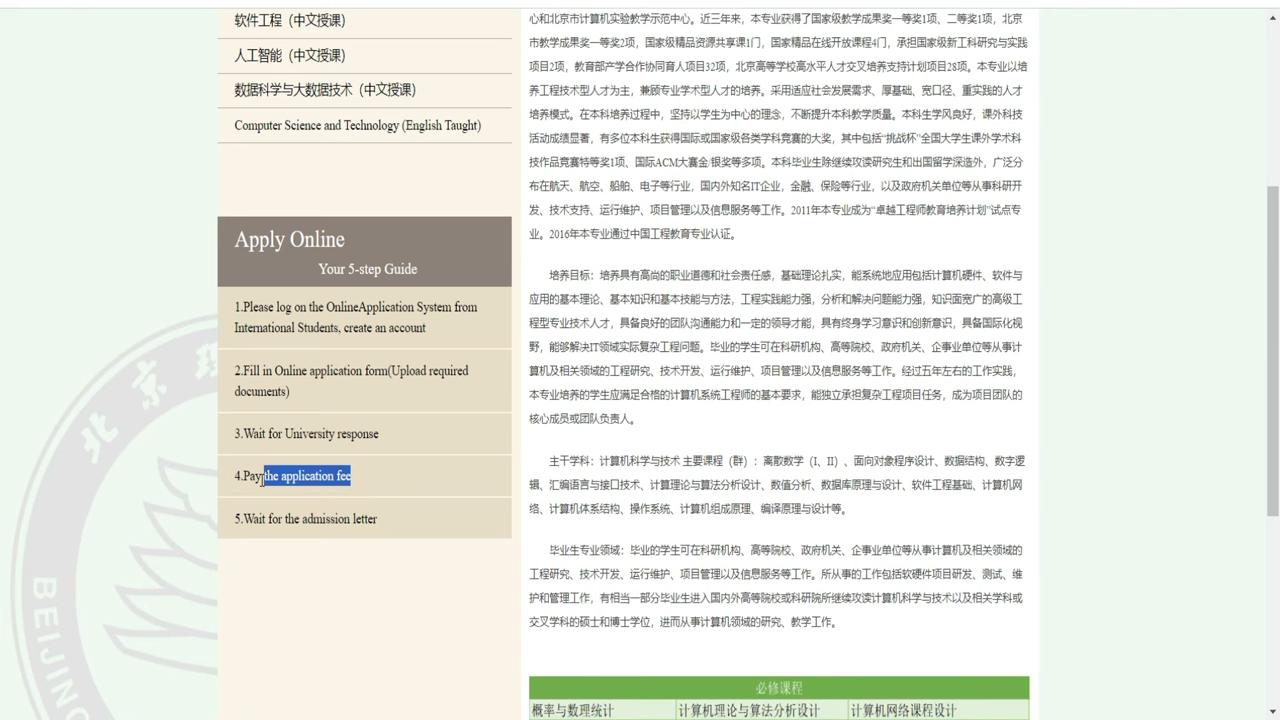 软件工程（中文授课）
人工智能（中文授课）
数据科学与大数据技术（中文授课）
Computer Science and Technology (English Taught)
Apply Online
Your 5-step Guide
1.Please log on the OnlineApplication System from
International Students, create an account
2.Fill in Online application form(Upload required
documents)
3.Wait for University response
4.Pay the application fee
5.Wait for the admission letter
心和北京市计算机实验教学示范中心。近三年来，本专业获得了国家级教学成果奖一等奖1项、二等奖1项，北京
市教学成果奖一等奖2项，国家级精品资源共享课1门，国家精品在线开放课程4门，承担国家级新工科研究与实践
项目2项，教育部产学合作协同育人项目32项，北京高等学校高水平人才交叉培养支持计划项目28项。本专业以培
养工程技术型人才为主，兼顾专业学术型人才的培养。采用适应社会发展需求、厚基础、宽口径、重实践的人才
培养模式。在本科培养过程中，坚持以学生为中心的理念，不断提升本科教学质量。本科生学风良好，课外科技
活动成绩显著，有多位本科生获得国际或国家级各类学科竞赛的大奖，其中包括“挑战杯”全国大学生课外学术科
技作品竞赛特等奖1项、国际ACM大赛金/银奖等多项。本科毕业生除继续攻读研究生和出国留学深造外，广泛分
布在航天、航空、船舶、电子等行业，国内外知名IT企业，金融、保险等行业，以及政府机关单位等从事科研开
发、技术支持、运行维护、项目管理以及信息服务等工作。2011年本专业成为“卓越工程师教育培养计划”试点专
业。2016年本专业通过中国工程教育专业认证。
培养目标：培养具有高尚的职业道德和社会责任感，基础理论扎实，能系统地应用包括计算机硬件、软件与
应用的基本理论、基本知识和基本技能与方法，工程实践能力强，分析和解决问题能力强，知识面宽广的高级工
程型专业技术人才，具备良好的团队沟通能力和一定的领导才能，具有终身学习意识和创新意识，具备国际化视
野，能够解决IT领域实际复杂工程问题。毕业的学生可在科研机构、高等院校、政府机关、企事业单位等从事计
算机及相关领域的工程研究、技术开发、运行维护、项目管理以及信息服务等工作。经过五年左右的工作实践，
本专业培养的学生应满足合格的计算机系统工程师的基本要求，能独立承担复杂工程项目任务，成为项目团队的
核心成员或团队负责人。
主干学科：计算机科学与技术 主要课程（群）：离散数学（I、II）、面向对象程序设计、数据结构、数字逻
辑、汇编语言与接口技术、计算理论与算法分析设计、数值分析、数据库原理与设计、软件工程基础、计算机网
络、计算机体系结构、操作系统、计算机组成原理、编译原理与设计等。
毕业生专业领域：毕业的学生可在科研机构、高等院校、政府机关、企事业单位等从事计算机及相关领域的
工程研究、技术开发、运行维护、项目管理以及信息服务等工作。所从事的工作包括软硬件项目研发、测试、维
护和管理工作，有相当一部分毕业生进入国内外高等院校或科研院所继续攻读计算机科学与技术以及相关学科或
交叉学科的硕士和博士学位，进而从事计算机领域的研究、教学工作。
必修课程
概率与数理统计 计算机理论与算法分析设计 计算机网络课程设计
北京
BEIJING